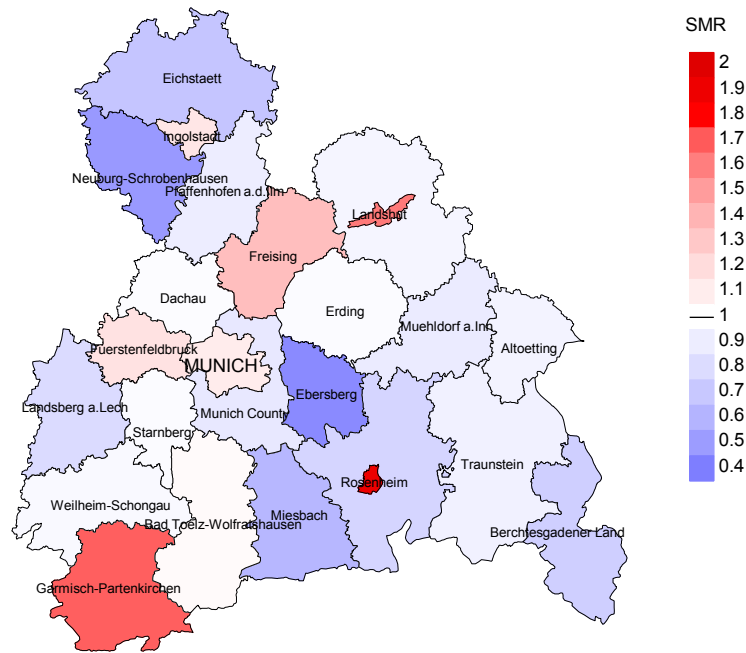 SMR
2
1.9
1.8
1.7
1.6
1.5
1.4
1.3
1.2
1.1
1
0.9
0.8
0.7
0.6
0.5
0.4
Eichstaett
Ingolstadt
Neuburg-Schrobenhausen
Pfaffenhofen a.d.Ilm
Landshut
Freising
Dachau
Erding
Muehldorf a.Inn
Altoetting
Fuerstenfeldbruck
MUNICH
Ebersberg
Landsberg a.Lech
Munich County
Starnberg
Traunstein
Rosenheim
Weilheim-Schongau
Miesbach
Bad Toelz-Wolfratshausen
Berchtesgadener Land
Garmisch-Partenkirchen